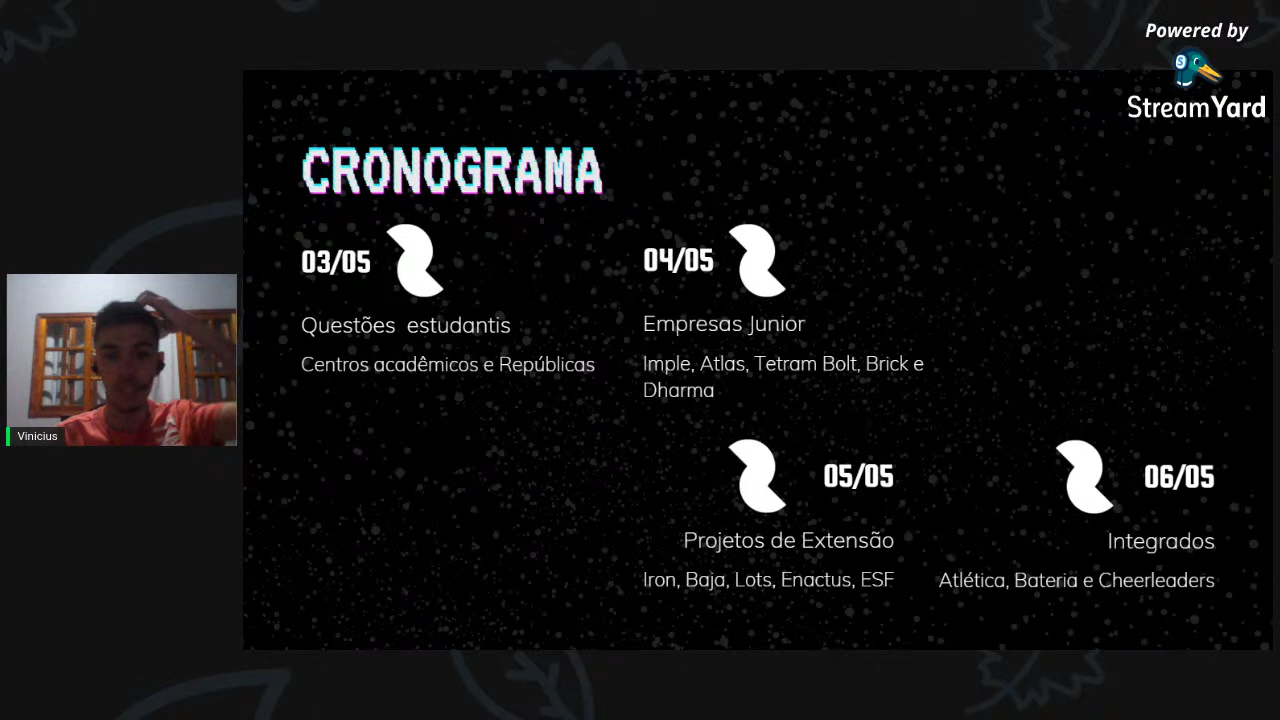 Powered by
StreamYard
CRONOGRAMA
03/05
Questões estudantis
Centros acadêmicos e Repúblicas
04/05
Empresas Junior
Imple, Atlas, Tetram Bolt, Brick e
Dharma
05/05
Projetos de Extensão
Iron, Baja, Lots, Enactus, ESF
06/05
Integrados
Atlética, Bateria e Cheerleaders
Vinicius